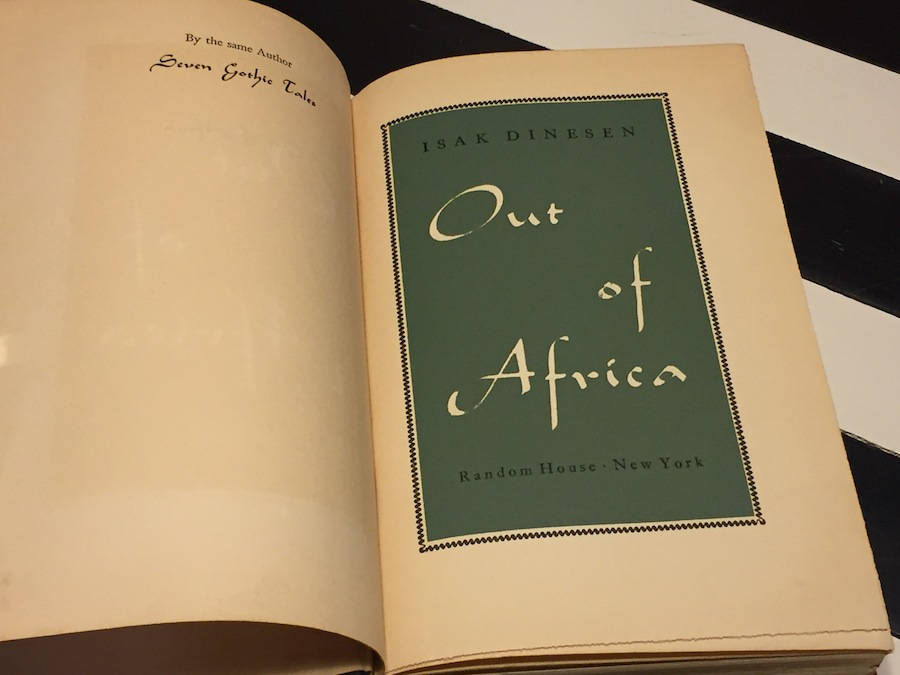 By the same Author
Seven Gothic Tales
ISAK DINESEN
Out
of
Africa
Random House · New York